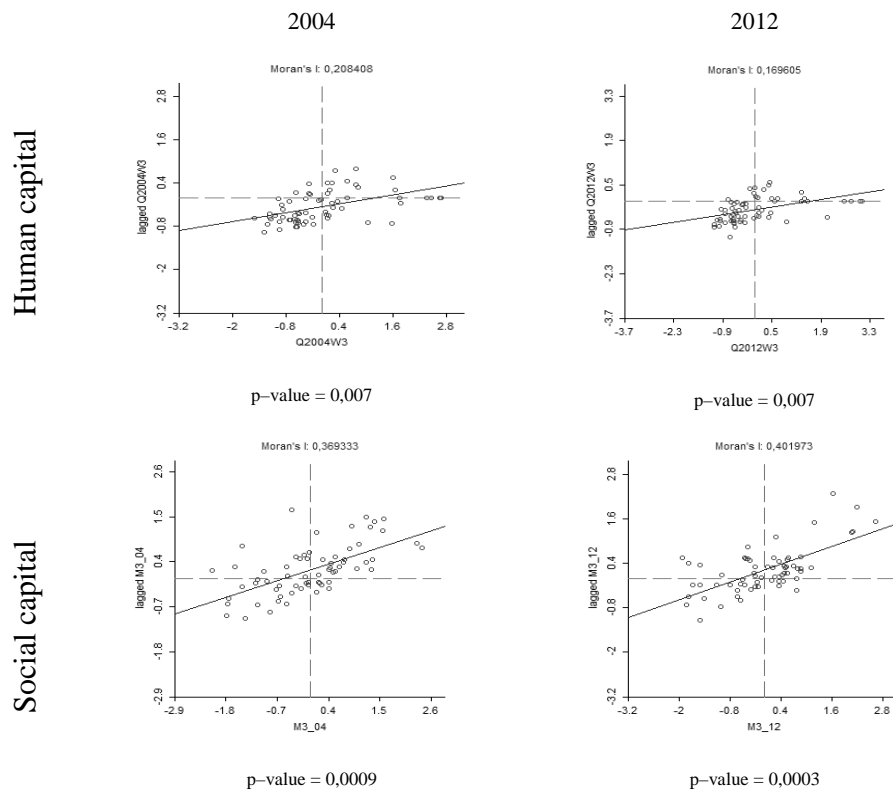 2004
2012
Human capital
Moran's I: 0,208408
lagged Q2004W3
2.8
1.6
0.4
-0.8
-2
-3.2
-3.2 -2 -0.8 0.4 1.6 2.8
Q2004W3
p–value = 0,007
Moran's I: 0,169605
lagged Q2012W3
3.3
1.9
0.5
-0.9
-2.3
-3.7
-3.7 -2.3 -0.9 0.5 1.9 3.3
Q2012W3
p–value = 0,007
Social capital
Moran's I: 0,369333
lagged M3_04
2.6
1.5
0.4
-0.7
-1.8
-2.9
-2.9 -1.8 -0.7 0.4 1.5 2.6
M3_04
p–value = 0,0009
Moran's I: 0,401973
lagged M3_12
2.8
1.6
0.4
-0.8
-2
-3.2
-3.2 -2 -0.8 0.4 1.6 2.8
M3_12
p–value = 0,0003